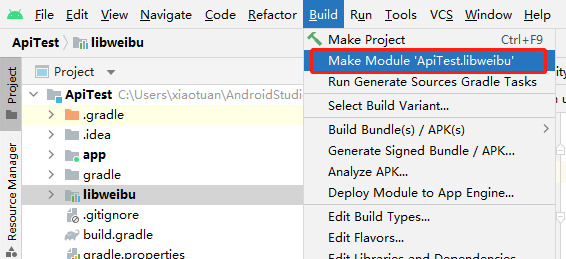 File Edit View Navigate Code Refactor Build Run Tools VCS Window Help
ApiTest libweibu
Project
Project
Resource Manager
ApiTest C:\Users\xiaotuan\AndroidStudi
.gradle
.idea
app
gradle
libweibu
.gitignore
build.gradle
gradle.properties
Make Project Ctrl+F9
Make Module 'ApiTest.libweibu'
Run Generate Sources Gradle Tasks
Select Build Variant...
Build Bundle(s) / APK(s)
Generate Signed Bundle / APK...
Analyze APK...
Deploy Module to App Engine...
Edit Build Types...
Edit Flavors...
Edit Libraries and Dependencies...